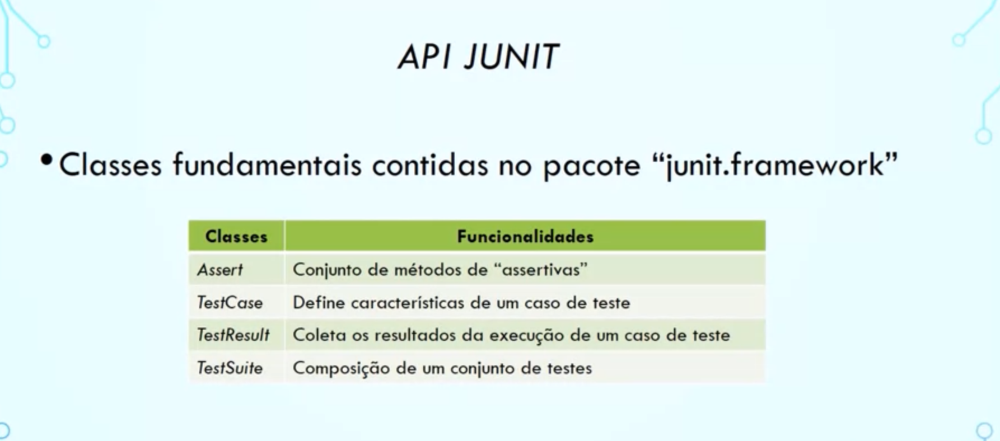 API JUNIT
•Classes fundamentais contidas no pacote “junit.framework”
Classes Funcionalidades
Assert Conjunto de métodos de “assertivas”
TestCase Define características de um caso de teste
TestResult Coleta os resultados da execução de um caso de teste
TestSuite Composição de um conjunto de testes